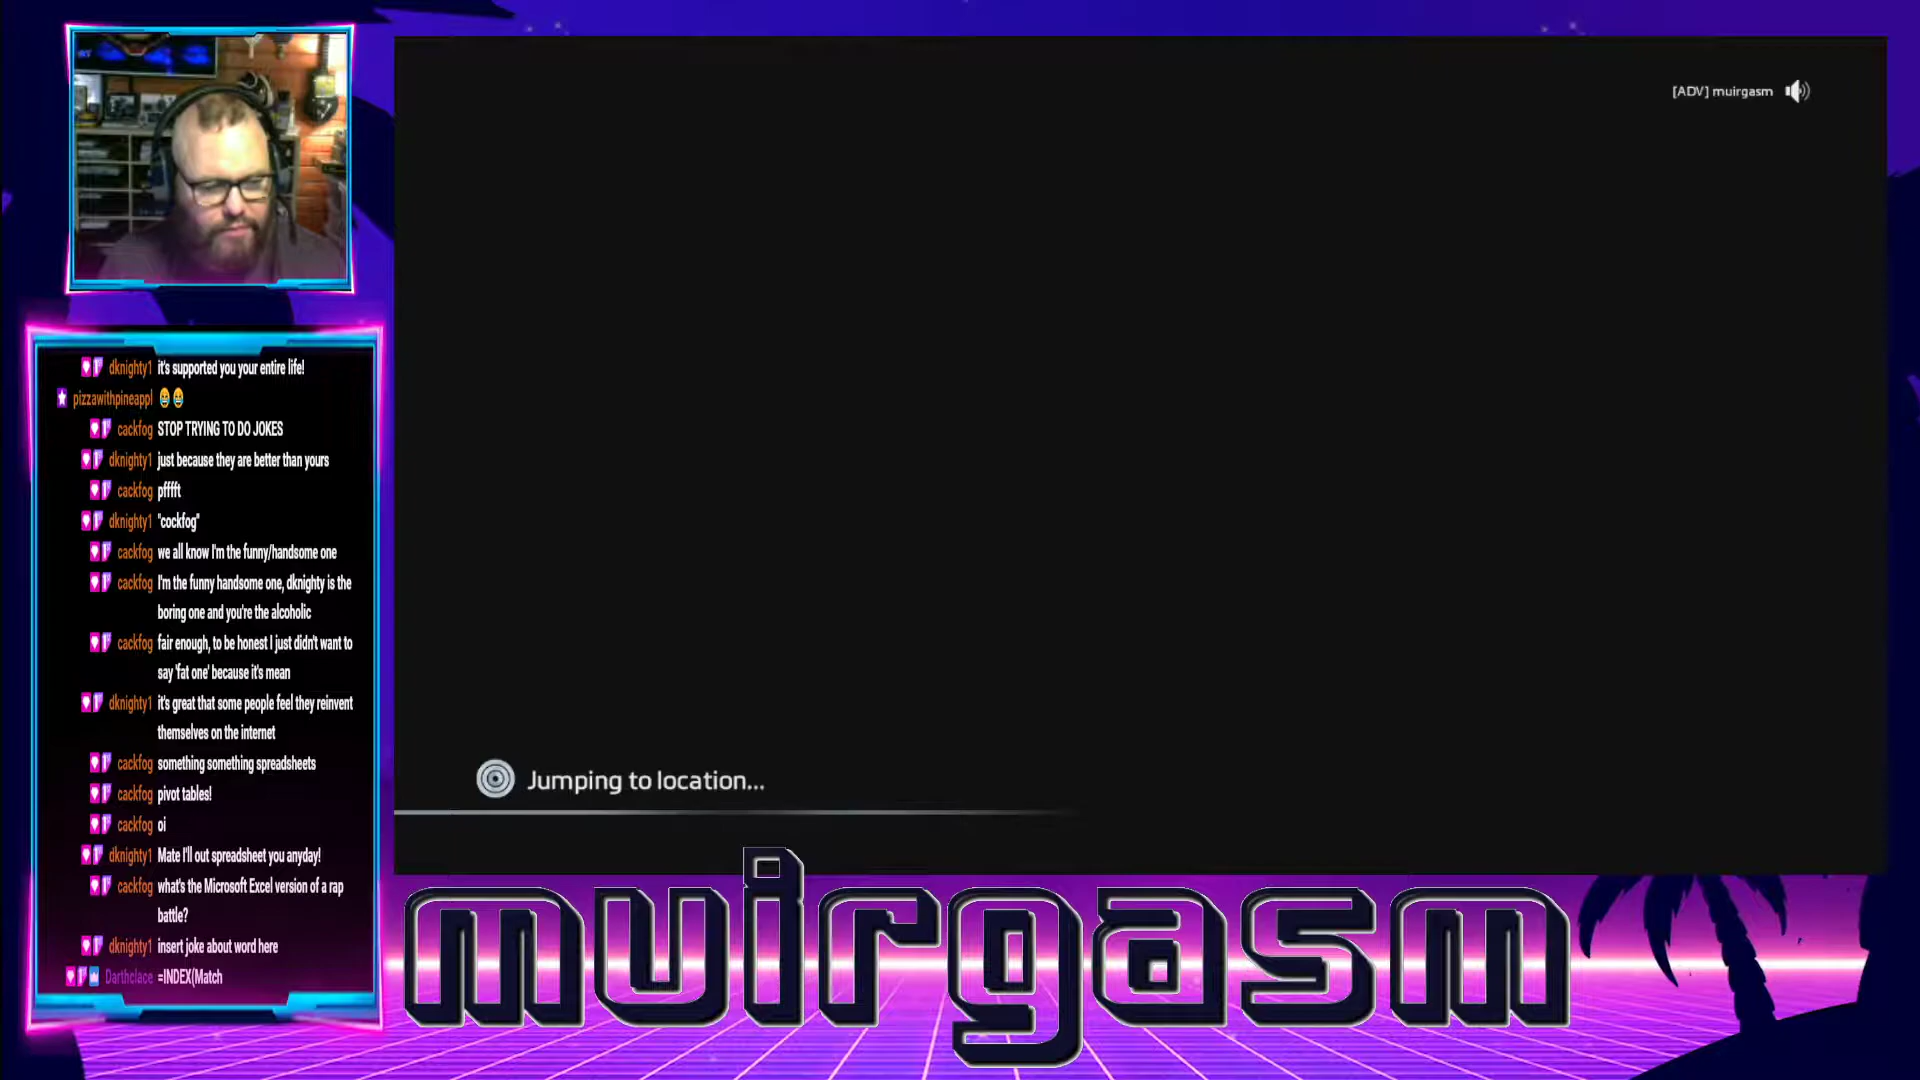 [ADV] muirgasm
dknighty1 it's supported you your entire life!
pizzawithpineappl 😂 😂
cackfog STOP TRYING TO DO JOKES
dknighty1 just because they are better than yours
cackfog pfffft
dknighty1 "cockfog"
cackfog we all know I'm the funny/handsome one
cackfog I'm the funny handsome one, dknighty is the
boring one and you're the alcoholic
cackfog fair enough, to be honest I just didn't want to
say 'fat one' because it's mean
dknighty1 it's great that some people feel they reinvent
themselves on the internet
cackfog something something spreadsheets
cackfog pivot tables!
cackfog oi
dknighty1 Mate I'll out spreadsheet you anyday!
cackfog what's the Microsoft Excel version of a rap
battle?
dknighty1 insert joke about word here
Darthclace =INDEX(Match
Jumping to location...
muirgasm